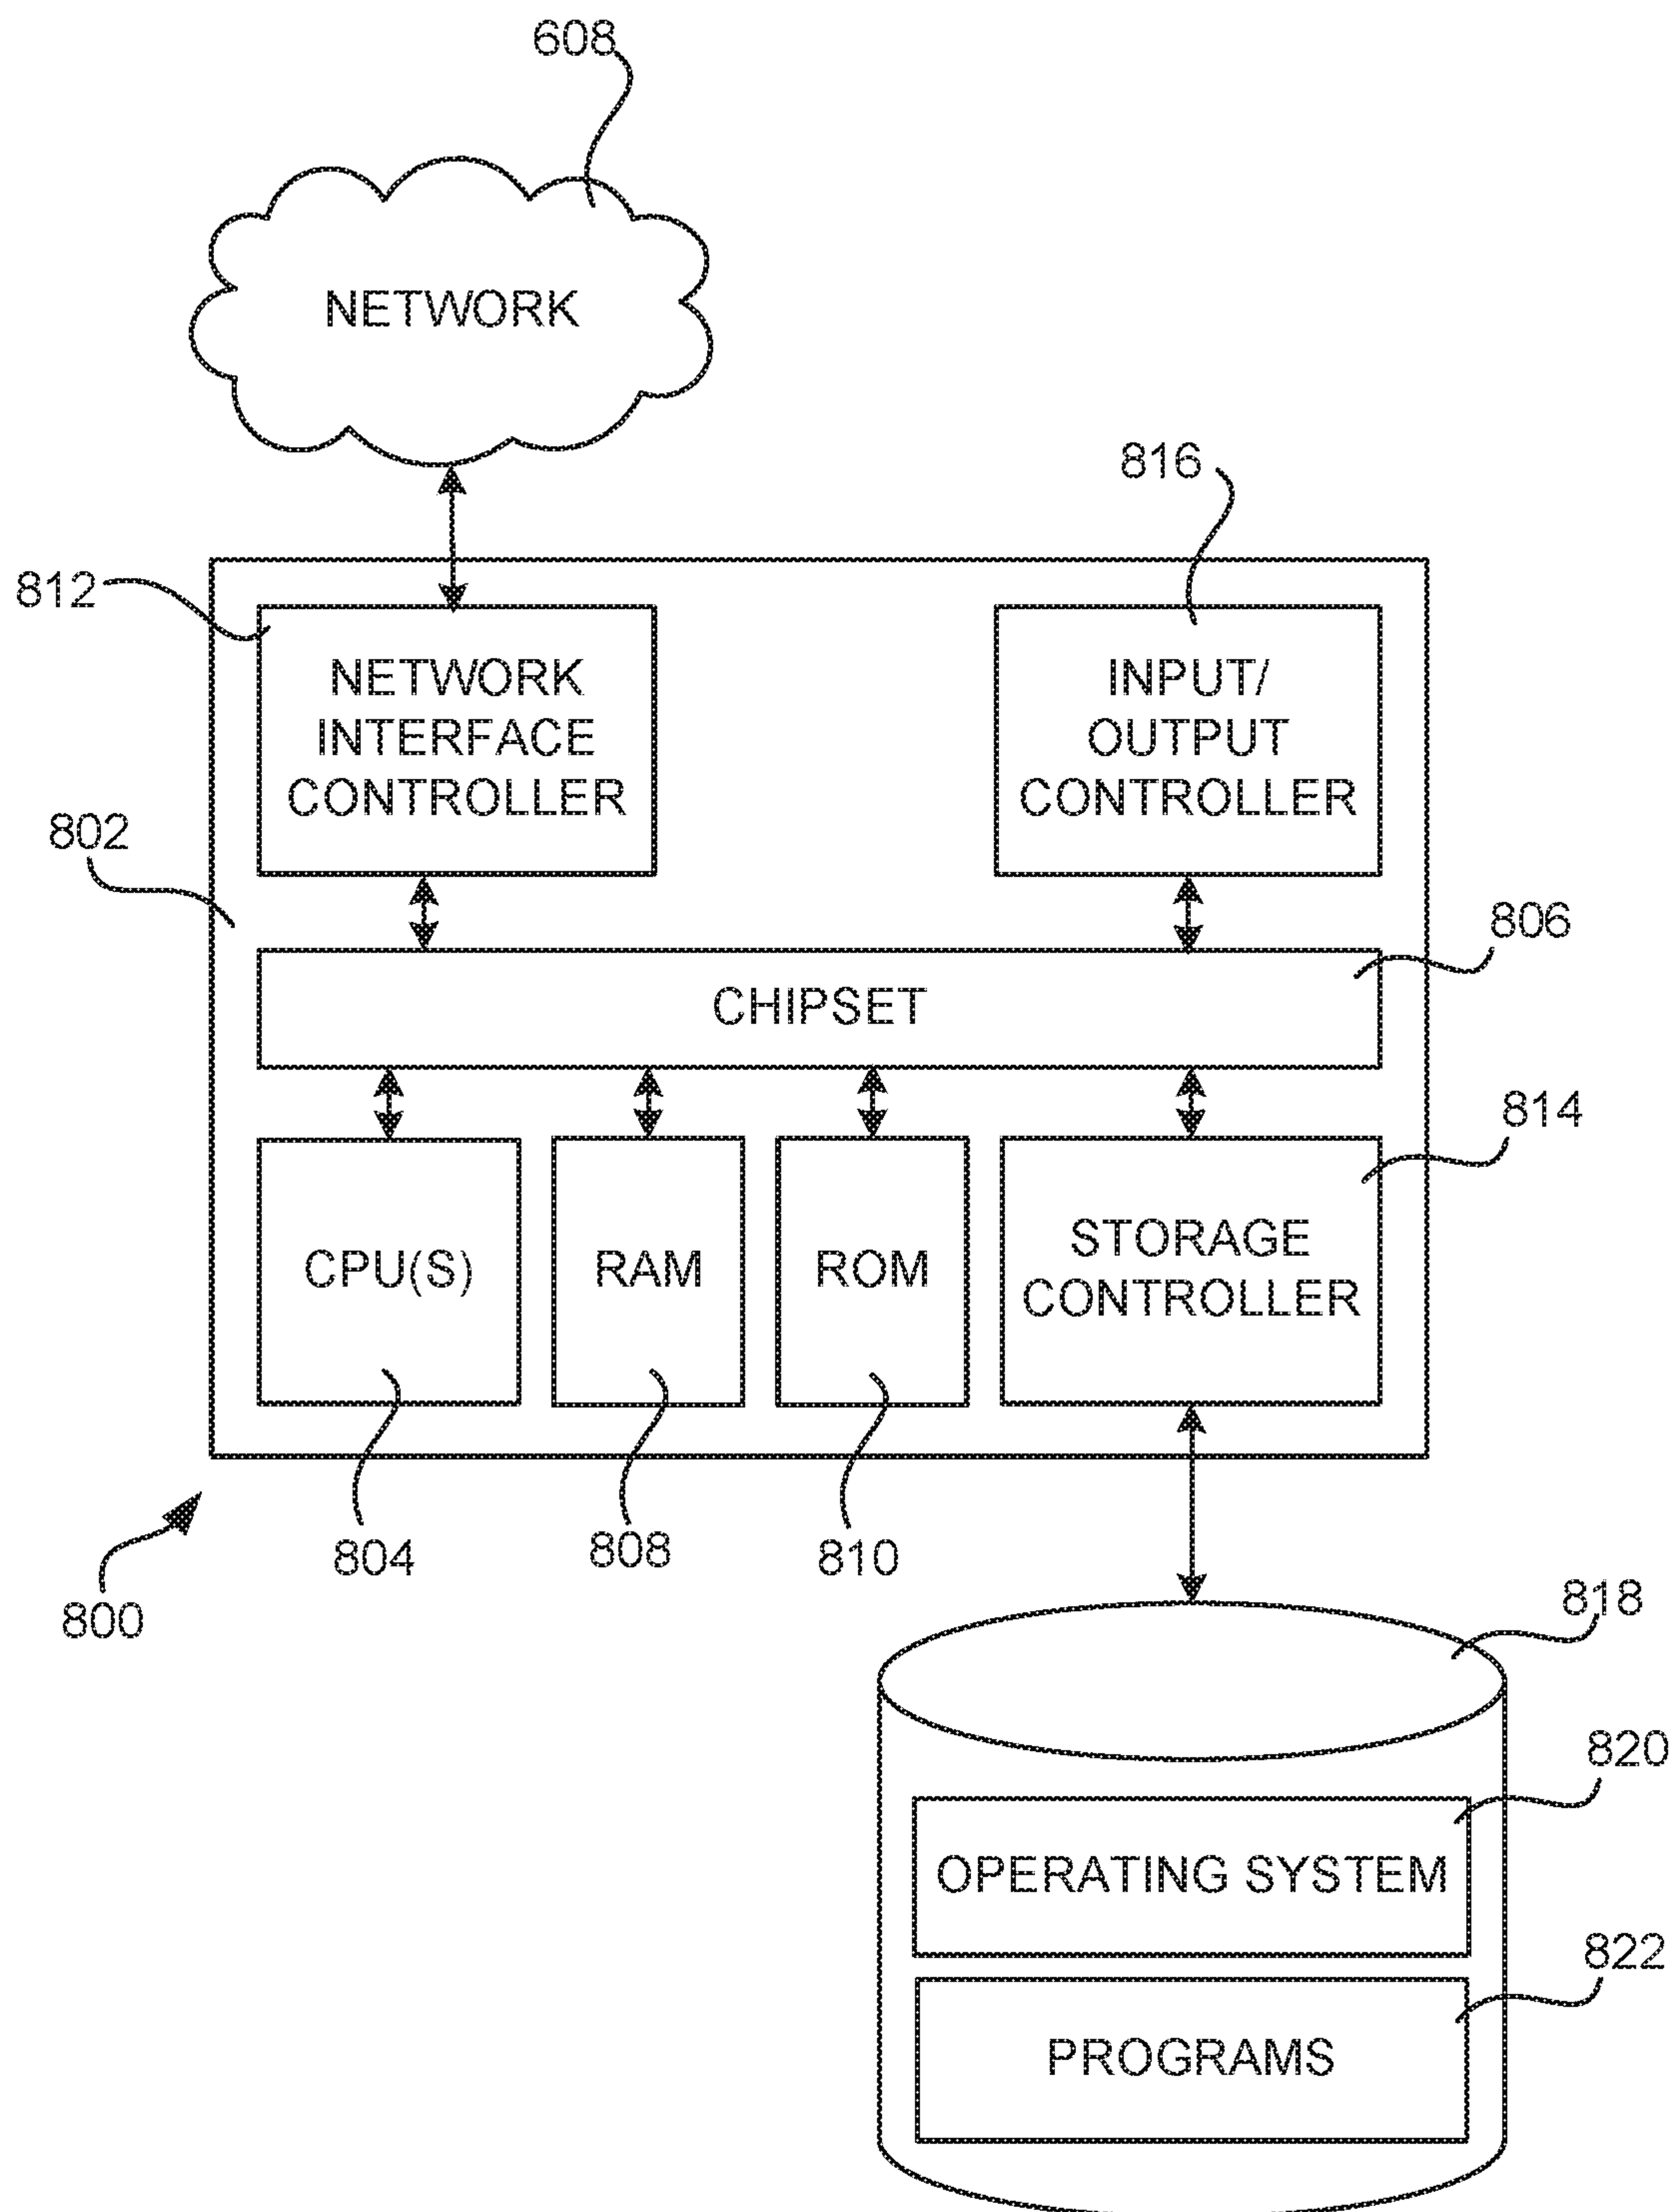 608
NETWORK
816
812
NETWORK
INTERFACE
CONTROLLER
INPUT/
OUTPUT
CONTROLLER
802
806
CHIPSET
814
CPU(S)
RAM
ROM
STORAGE
CONTROLLER
804
808
810
800
818
820
OPERATING SYSTEM
822
PROGRAMS